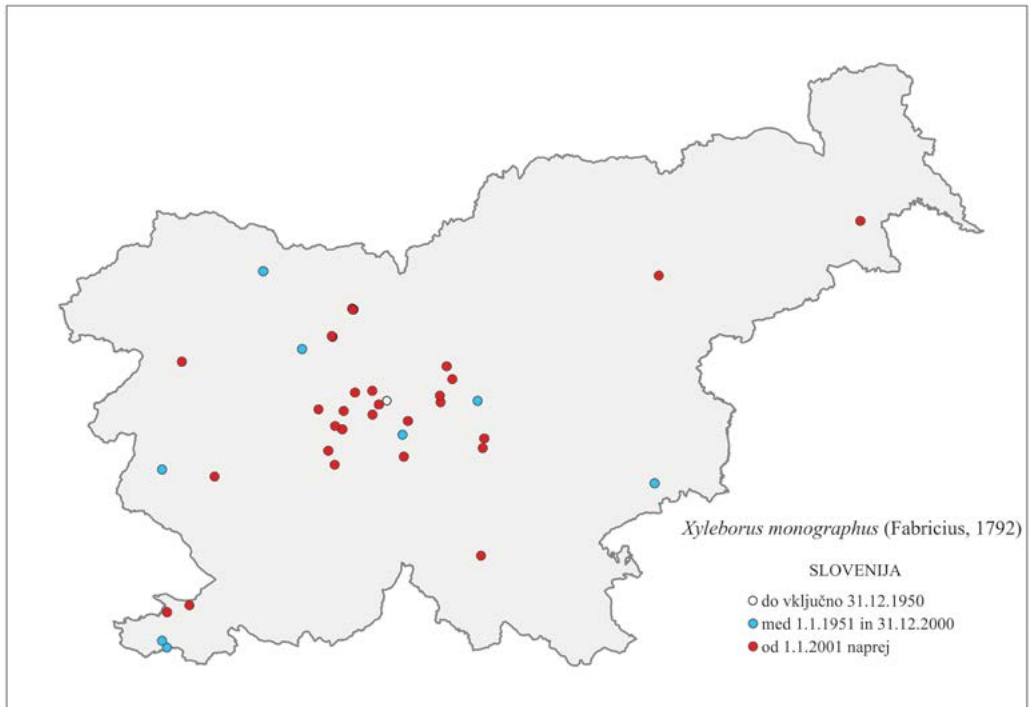 Xyleborus monographus (Fabricius, 1792)
SLOVENIJA
do vključno 31.12.1950
med 1.1.1951 in 31.12.2000
od 1.1.2001 naprej